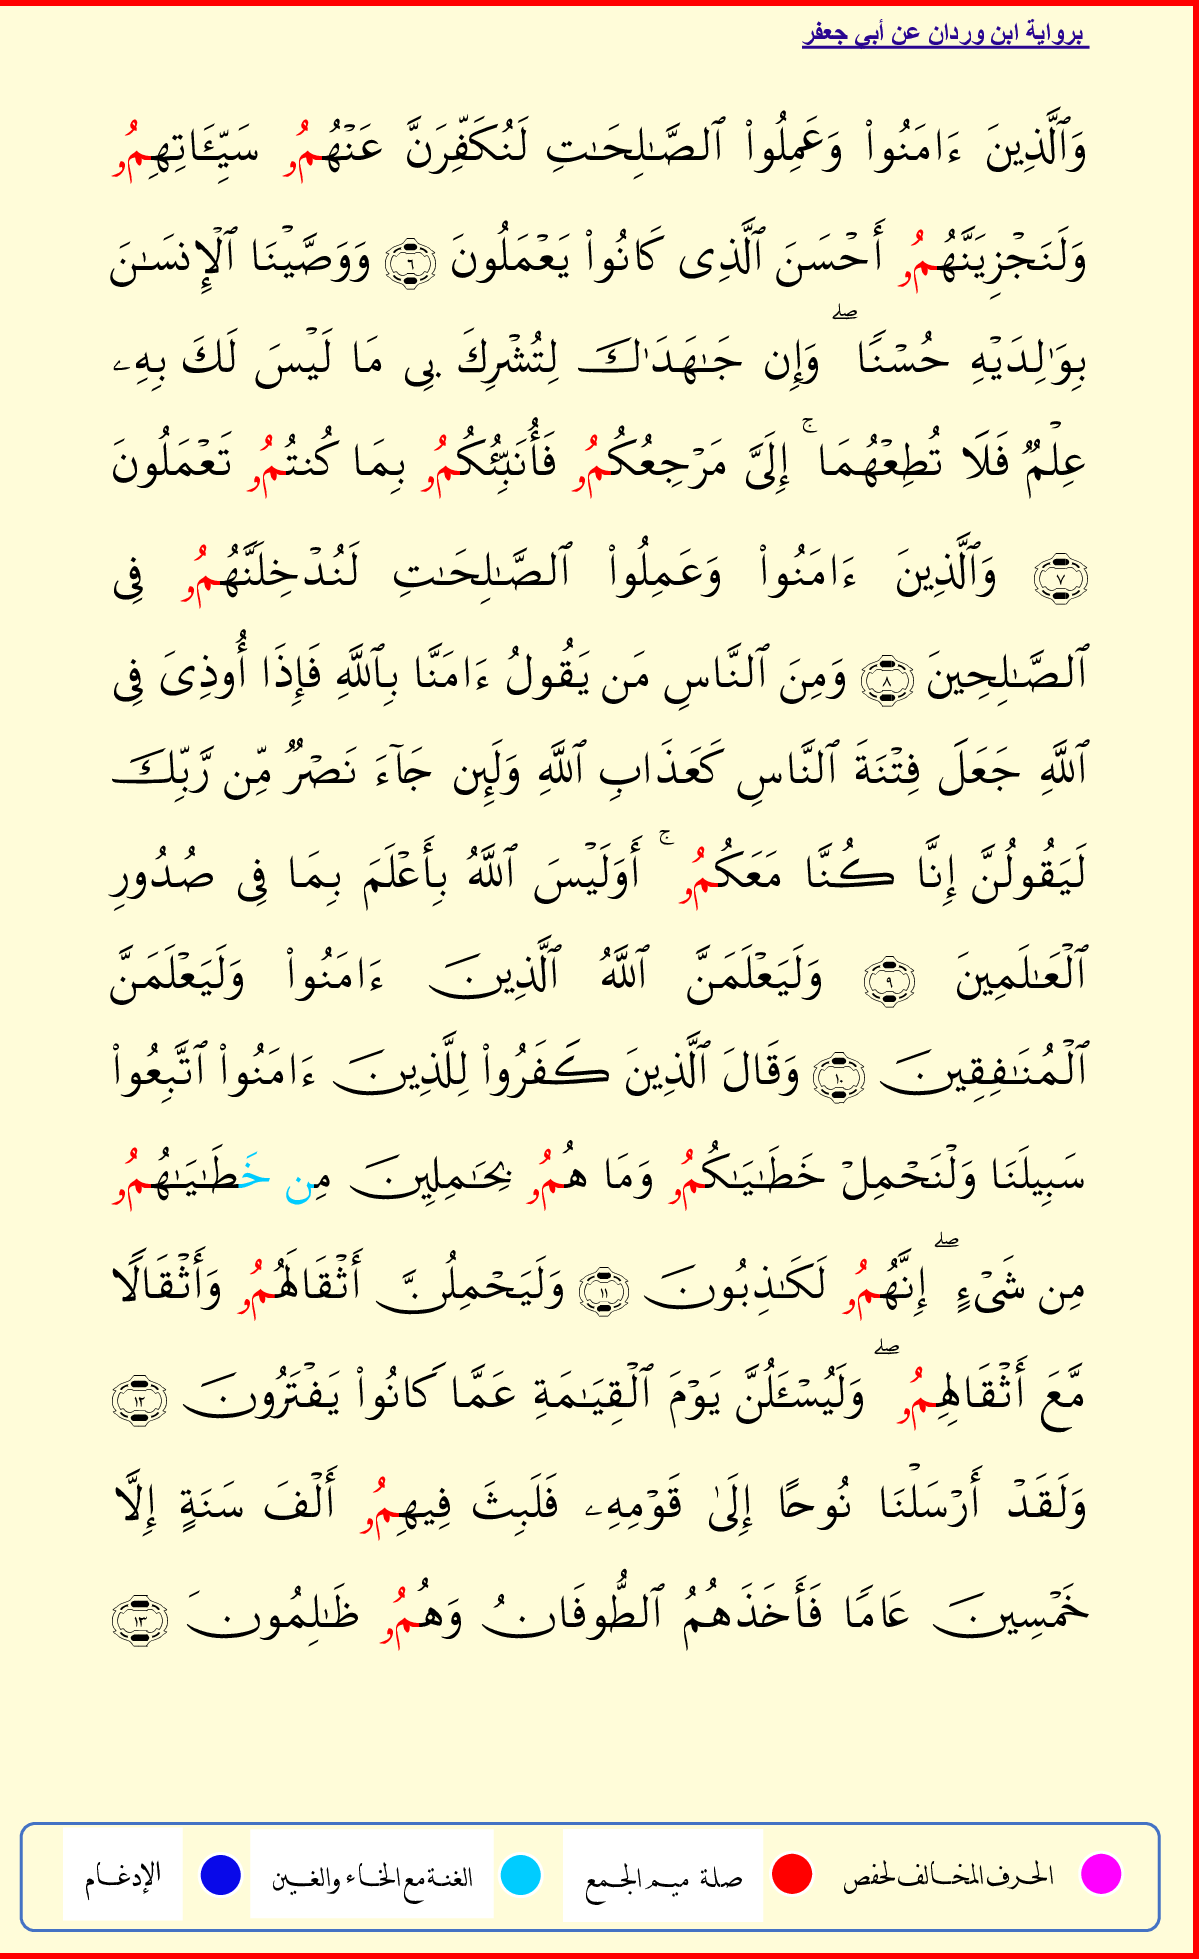 برواية ابن وردان عن أبي جعفر
وَٱلَّذِينَ ءَامَنُواْ وَعَمِلُواْ ٱلصَّـٰلِحَـٰتِ لَنُكَفِّرَنَّ عَنْهُمُۥ سَيِّـَٔاتِهِمُۥ
وَلَنَجْزِيَنَّهُمُۥ أَحْسَنَ ٱلَّذِى كَانُواْ يَعْمَلُونَ ٦ وَوَصَّيْنَا ٱلْإِنسَـٰنَ
بِوَٰلِدَيْهِ حُسْنًا ۖ وَإِن جَـٰهَدَٰكَ لِتُشْرِكَ بِى مَا لَيْسَ لَكَ بِهِۦ
عِلْمٌ فَلَا تُطِعْهُمَا ۚ إِلَىَّ مَرْجِعُكُمُۥ فَأُنَبِّئُكُمُۥ بِمَا كُنتُمُۥ تَعْمَلُونَ
٧ وَٱلَّذِينَ ءَامَنُواْ وَعَمِلُواْ ٱلصَّـٰلِحَـٰتِ لَنُدْخِلَنَّهُمُۥ فِى
ٱلصَّـٰلِحِينَ ٨ وَمِنَ ٱلنَّاسِ مَن يَقُولُ ءَامَنَّا بِٱللَّهِ فَإِذَا أُوذِىَ فِى
ٱللَّهِ جَعَلَ فِتْنَةَ ٱلنَّاسِ كَعَذَابِ ٱللَّهِ وَلَئِن جَآءَ نَصْرٌ مِّن رَّبِّكَ
لَيَقُولُنَّ إِنَّا كُنَّا مَعَكُمُۥ ۚ أَوَلَيْسَ ٱللَّهُ بِأَعْلَمَ بِمَا فِى صُدُورِ
ٱلْعَـٰلَمِينَ ٩ وَلَيَعْلَمَنَّ ٱللَّهُ ٱلَّذِينَ ءَامَنُواْ وَلَيَعْلَمَنَّ
ٱلْمُنَـٰفِقِينَ ١٠ وَقَالَ ٱلَّذِينَ كَفَرُواْ لِلَّذِينَ ءَامَنُواْ ٱتَّبِعُواْ
سَبِيلَنَا وَلْنَحْمِلْ خَطَـٰيَـٰكُمُۥ وَمَا هُمُۥ بِحَـٰمِلِينَ مِن خَطَـٰيَـٰهُمُۥ
مِن شَىْءٍ ۖ إِنَّهُمُۥ لَكَـٰذِبُونَ ١١ وَلَيَحْمِلُنَّ أَثْقَالَهُمُۥ وَأَثْقَالًا
مَّعَ أَثْقَالِهِمُۥ ۖ وَلَيُسْـَٔلُنَّ يَوْمَ ٱلْقِيَـٰمَةِ عَمَّا كَانُواْ يَفْتَرُونَ ١٢
وَلَقَدْ أَرْسَلْنَا نُوحًا إِلَىٰ قَوْمِهِۦ فَلَبِثَ فِيهِمُۥ أَلْفَ سَنَةٍ إِلَّا
خَمْسِينَ عَامًا فَأَخَذَهُمُ ٱلطُّوفَانُ وَهُمُۥ ظَـٰلِمُونَ ١٣
الحرف المخالف لحفص صلة ميم الجمع الغنة مع الخاء والغين الإدغام